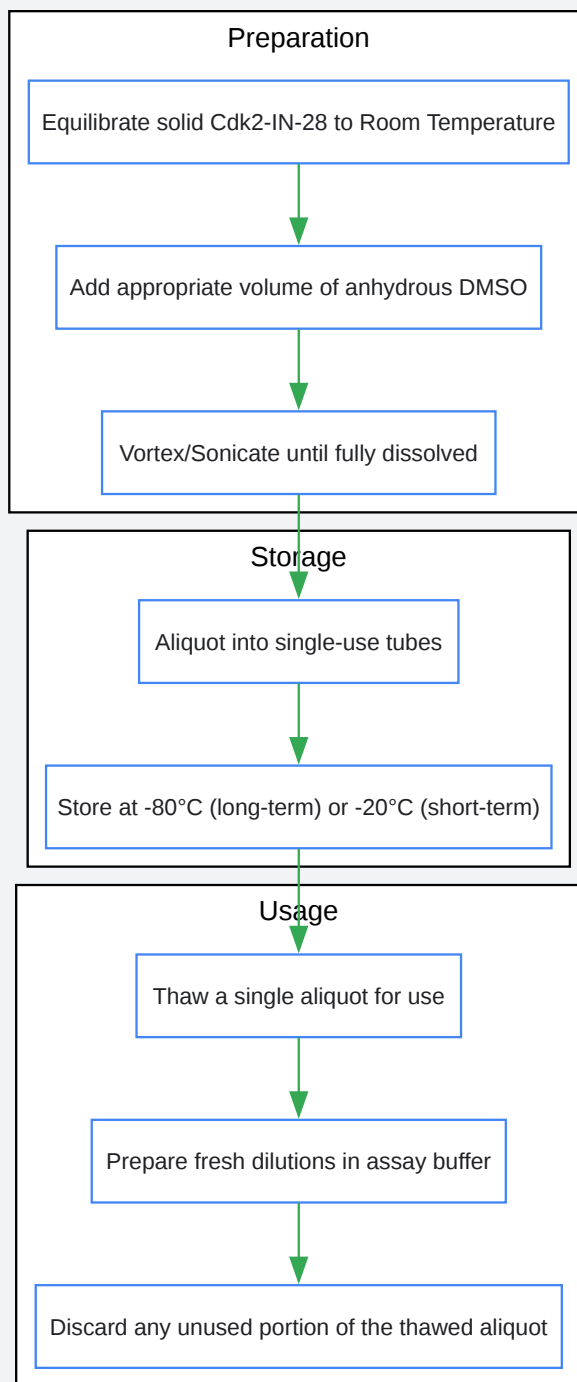 Preparation
Equilibrate solid Cdk2-IN-28 to Room Temperature
Add appropriate volume of anhydrous DMSO
Vortex/Sonicate until fully dissolved
Storage
Aliquot into single-use tubes
Store at -80°C (long-term) or -20°C (short-term)
Usage
Thaw a single aliquot for use
Prepare fresh dilutions in assay buffer
Discard any unused portion of the thawed aliquot